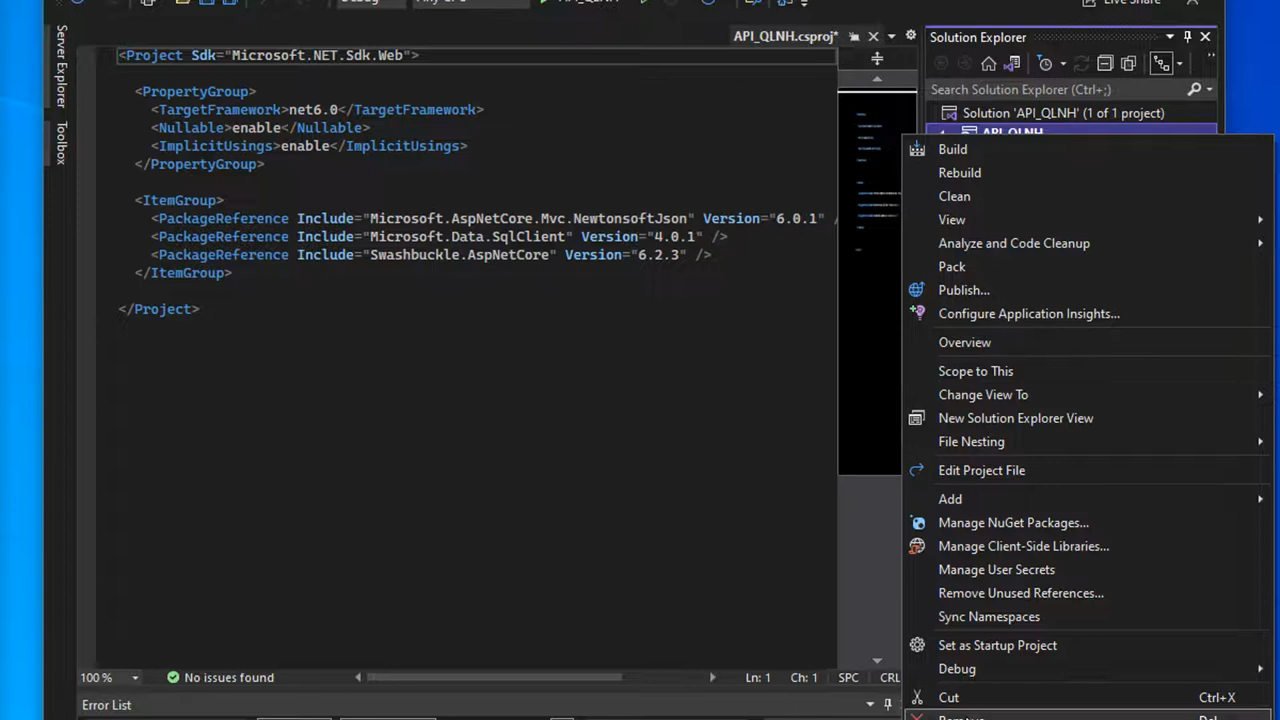 Live Share
Server Explorer
Toolbox
API_QLNH.csproj*
<Project Sdk="Microsoft.NET.Sdk.Web">
<PropertyGroup>
<TargetFramework>net6.0</TargetFramework>
<Nullable>enable</Nullable>
<ImplicitUsings>enable</ImplicitUsings>
</PropertyGroup>
<ItemGroup>
<PackageReference Include="Microsoft.AspNetCore.Mvc.NewtonsoftJson" Version="6.0.1" /
<PackageReference Include="Microsoft.Data.SqlClient" Version="4.0.1" />
<PackageReference Include="Swashbuckle.AspNetCore" Version="6.2.3" />
</ItemGroup>
</Project>
100 %
No issues found
Ln: 1
Ch: 1
SPC
CRL
Error List
Solution Explorer
Search Solution Explorer (Ctrl+;)
Solution 'API_QLNH' (1 of 1 project)
API_QLNH
Build
Rebuild
Clean
View
Analyze and Code Cleanup
Pack
Publish...
Configure Application Insights...
Overview
Scope to This
Change View To
New Solution Explorer View
File Nesting
Edit Project File
Add
Manage NuGet Packages...
Manage Client-Side Libraries...
Manage User Secrets
Remove Unused References...
Sync Namespaces
Set as Startup Project
Debug
Cut Ctrl+X